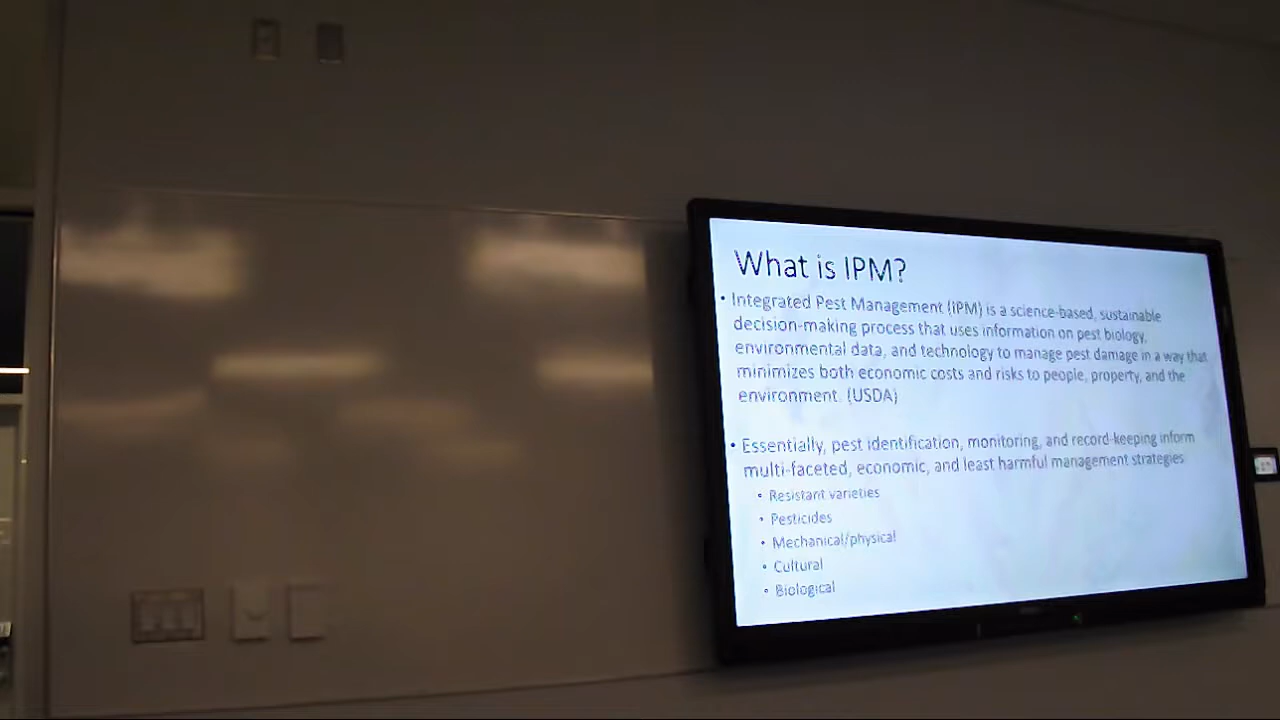 What is IPM?
• Integrated Pest Management (IPM) is a science-based, sustainable
decision-making process that uses information on pest biology,
environmental data, and technology to manage pest damage in a way that
minimizes both economic costs and risks to people, property, and the
environment. (USDA)
• Essentially, pest identification, monitoring, and record-keeping inform
multi-faceted, economic, and least harmful management strategies
• Resistant varieties
• Pesticides
• Mechanical/physical
• Cultural
• Biological